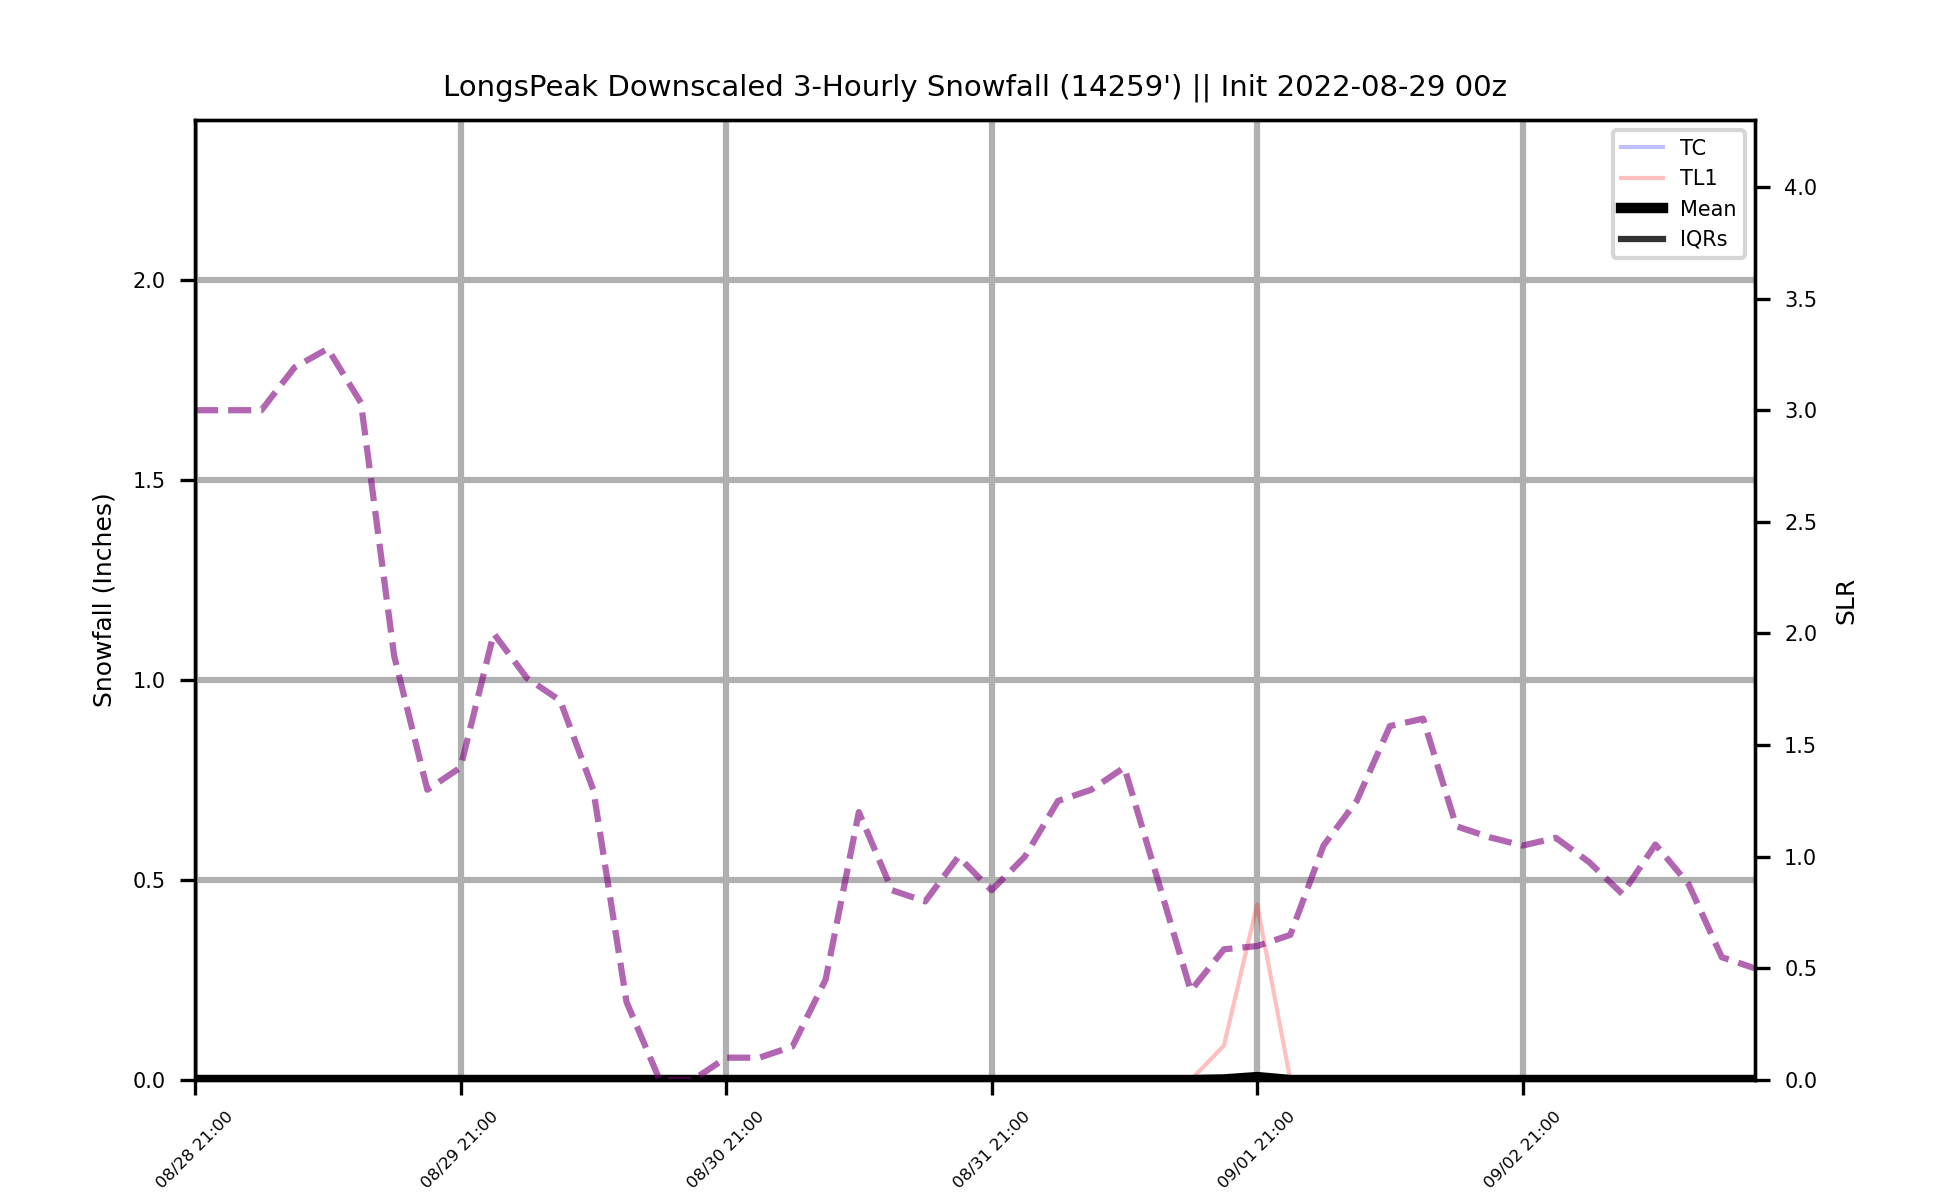 LongsPeak Downscaled 3-Hourly Snowfall (14259') || Init 2022-08-29 00z
TC
TL1
Mean
IQRs
Snowfall (Inches)
2.0
1.5
1.0
0.5
0.0
4.0
3.5
3.0
2.5
2.0
1.5
1.0
0.5
0.0
SLR
08/28 21:00
08/29 21:00
08/30 21:00
08/31 21:00
09/01 21:00
09/02 21:00